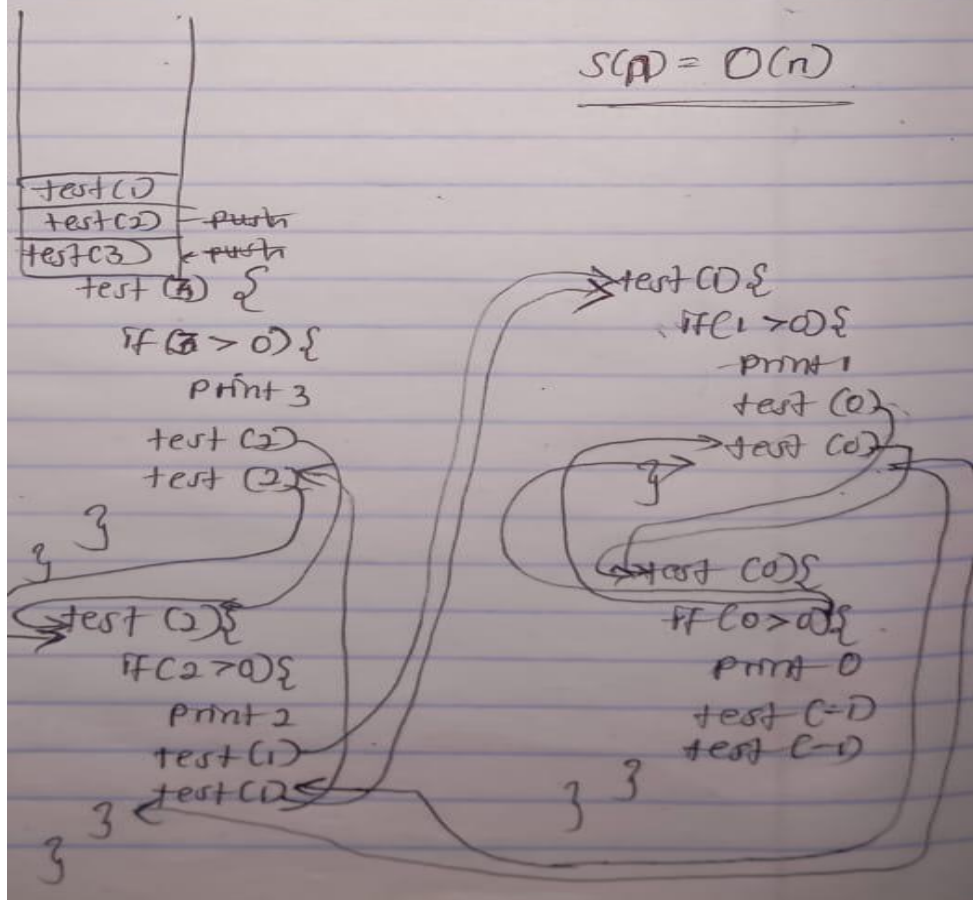 S(n) = O(n)
test(1)
test(2) push
test(3) push
test (3) {
if (3 > 0) {
print 3
test (2)
test (2)
}
}
test (2) {
if (2 > 0) {
print 2
test (1)
test (1)
}
}
test (1) {
if (1 > 0) {
print 1
test (0)
test (0)
}
test (0) {
if (0 > 0) {
print 0
test (-1)
test (-1)
}
}